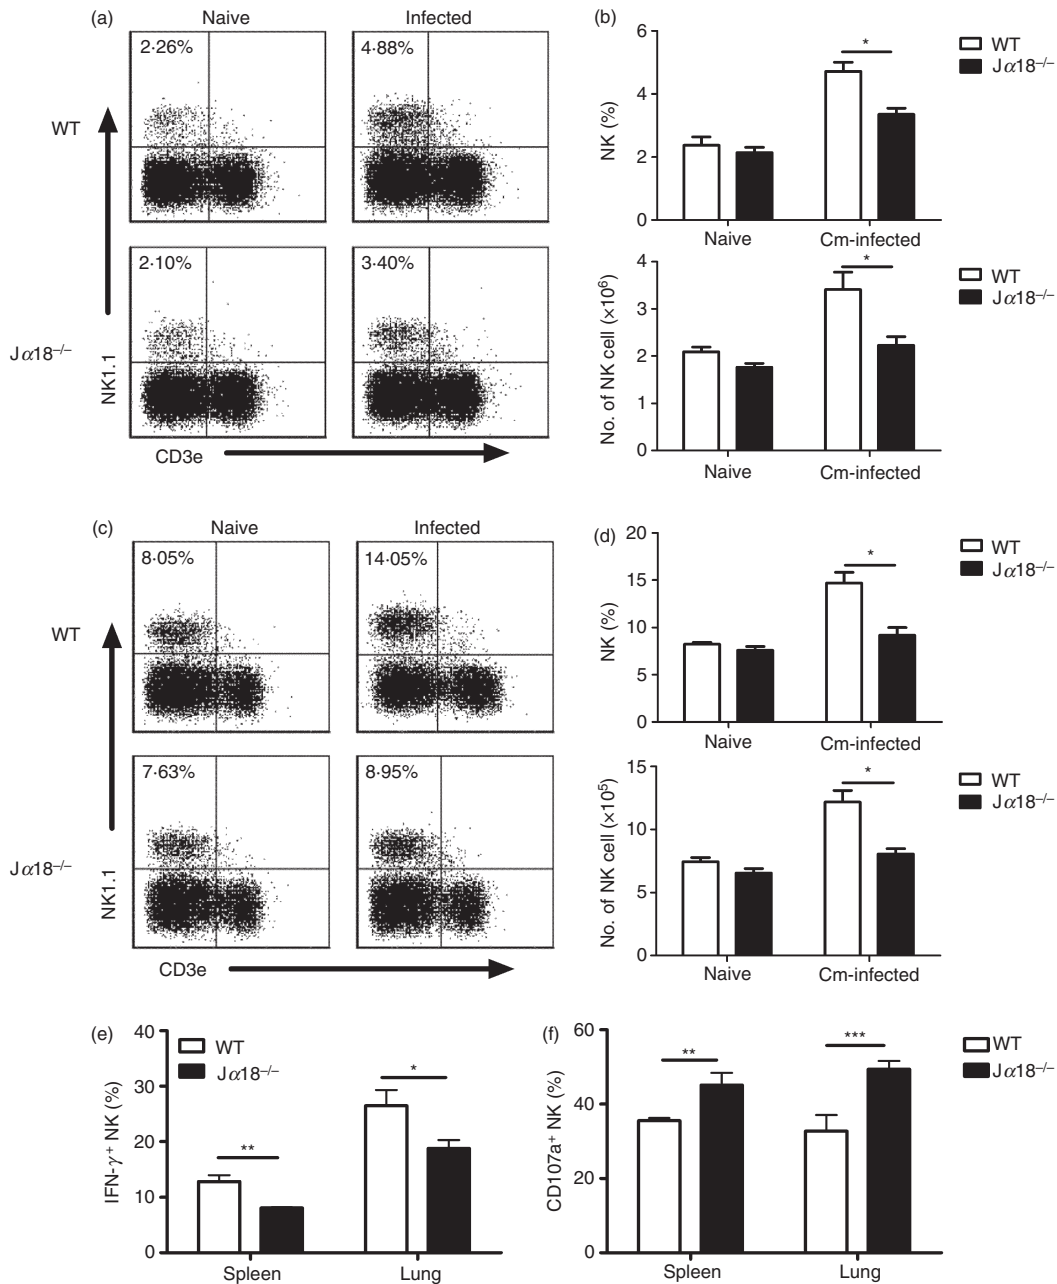 (a)
Naive
Infected
2·26%
4·88%
WT
2·10%
3·40%
Jα18–/–
NK1.1
CD3e
(b)
6
4
2
0
NK (%)
Naive
Cm-infected
*
WT
Jα18–/–
4
3
2
1
0
No. of NK cell (×10⁶)
Naive
Cm-infected
*
WT
Jα18–/–
(c)
Naive
Infected
8·05%
14·05%
WT
7·63%
8·95%
Jα18–/–
NK1.1
CD3e
(d)
20
15
10
5
0
NK (%)
Naive
Cm-infected
*
WT
Jα18–/–
15
10
5
0
No. of NK cell (×10⁵)
Naive
Cm-infected
*
WT
Jα18–/–
(e)
40
30
20
10
0
IFN-γ⁺ NK (%)
WT
Jα18–/–
**
*
Spleen
Lung
(f)
60
40
20
0
CD107a⁺ NK (%)
**
***
WT
Jα18–/–
Spleen
Lung